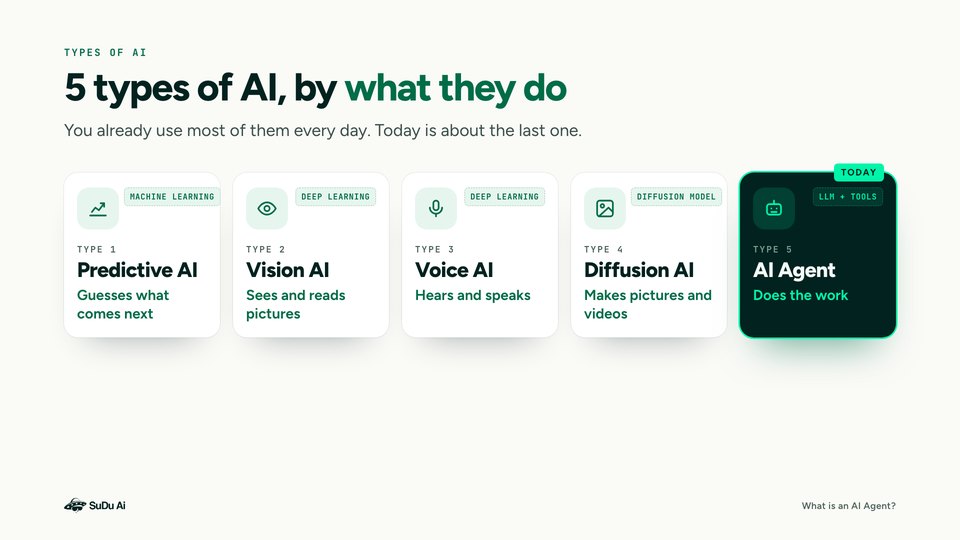 TYPES OF AI
5 types of AI, by what they do
You already use most of them every day. Today is about the last one.
MACHINE LEARNING
TYPE 1
Predictive AI
Guesses what
comes next
DEEP LEARNING
TYPE 2
Vision AI
Sees and reads
pictures
DEEP LEARNING
TYPE 3
Voice AI
Hears and speaks
DIFFUSION MODEL
TYPE 4
Diffusion AI
Makes pictures and
videos
TODAY
LLM + TOOLS
TYPE 5
AI Agent
Does the work
SuDu Ai
What is an AI Agent?